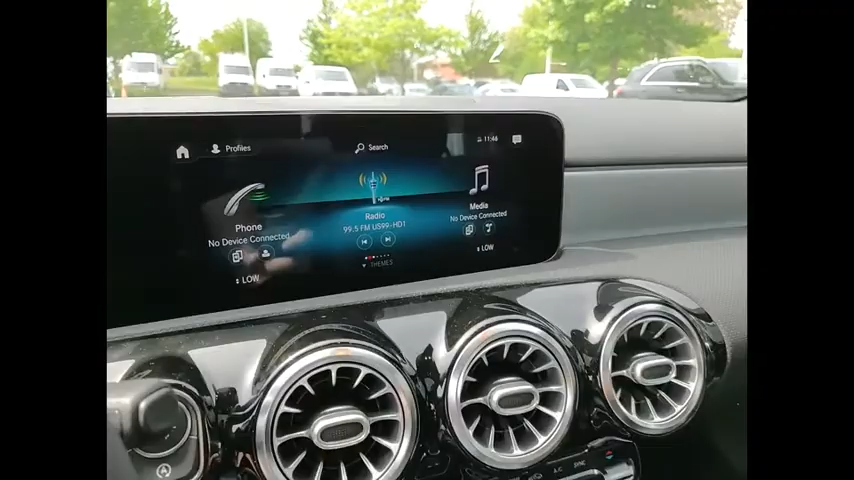 Profiles
Search
11:46
Phone
No Device Connected
LOW
Radio
99.5 FM US99-HD1
THEMES
Media
No Device Connected
LOW
A/C
SYNC